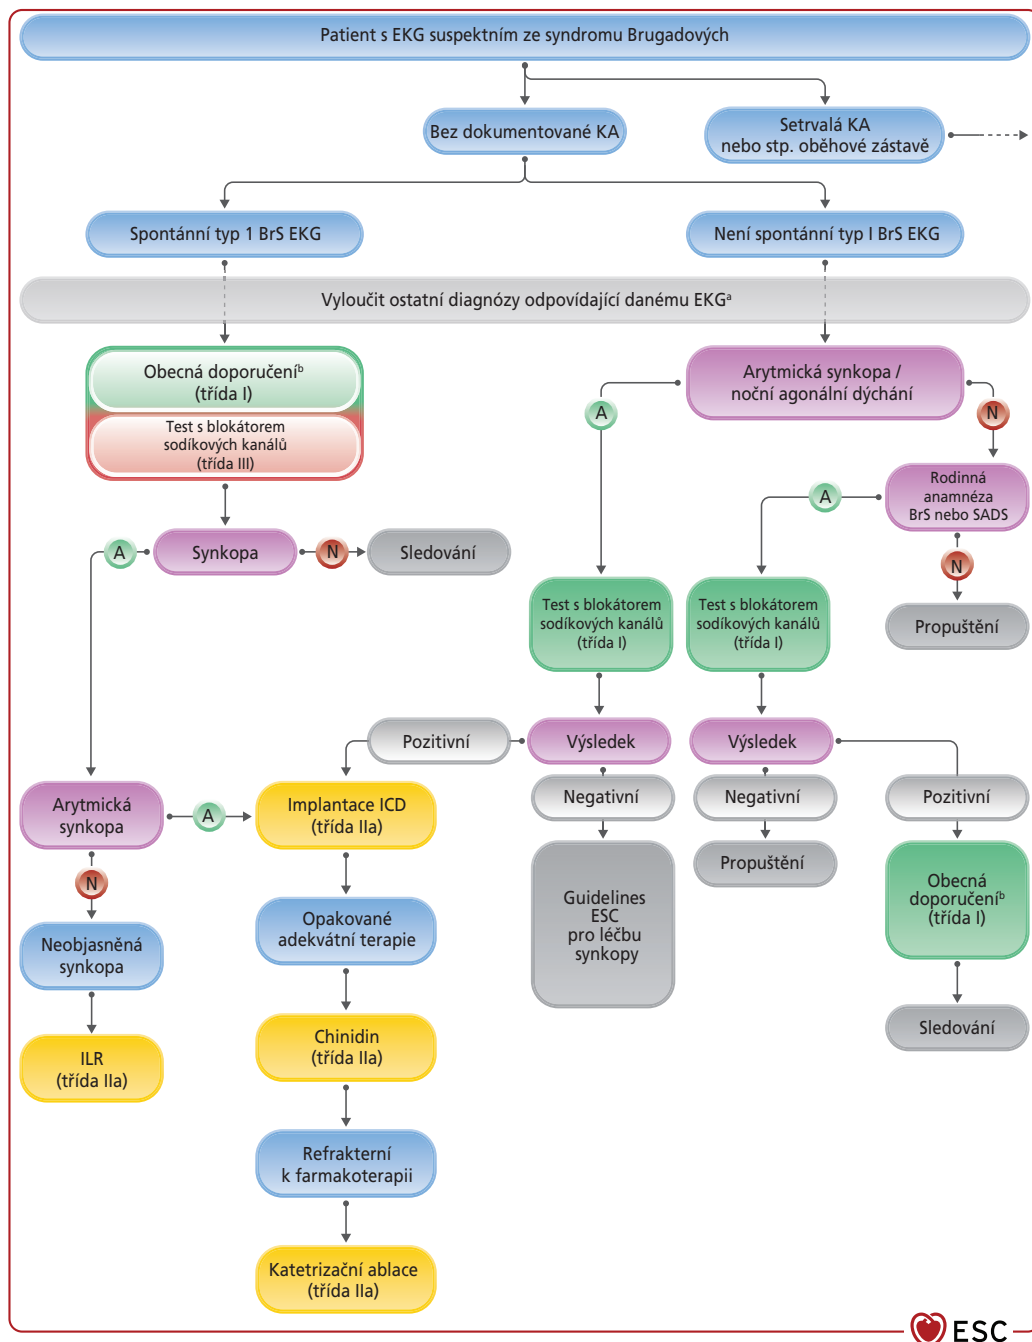 Patient s EKG suspektním ze syndromu Brugadových
Bez dokumentované KA
Setrvalá KA
nebo stp. oběhové zástavě
Spontánní typ 1 BrS EKG
Není spontánní typ I BrS EKG
Vyloučit ostatní diagnózy odpovídající danému EKGᵃ
Obecná doporučeníᵇ
(třída I)
Test s blokátorem
sodíkových kanálů
(třída III)
Arytmická synkopa /
noční agonální dýchání
A
N
Rodinná
anamnéza
BrS nebo SADS
A
N
Propuštění
Synkopa
A
N
Sledování
Test s blokátorem
sodíkových kanálů
(třída I)
Test s blokátorem
sodíkových kanálů
(třída I)
Pozitivní
Výsledek
Výsledek
Negativní
Negativní
Pozitivní
Arytmická
synkopa
A
Implantace ICD
(třída IIa)
N
Guidelines
ESC
pro léčbu
synkopy
Propuštění
Obecná
doporučeníᵇ
(třída I)
Neobjasněná
synkopa
Opakované
adekvátní terapie
Sledování
ILR
(třída IIa)
Chinidin
(třída IIa)
Refrakterní
k farmakoterapii
Katetrizační ablace
(třída IIa)
ESC